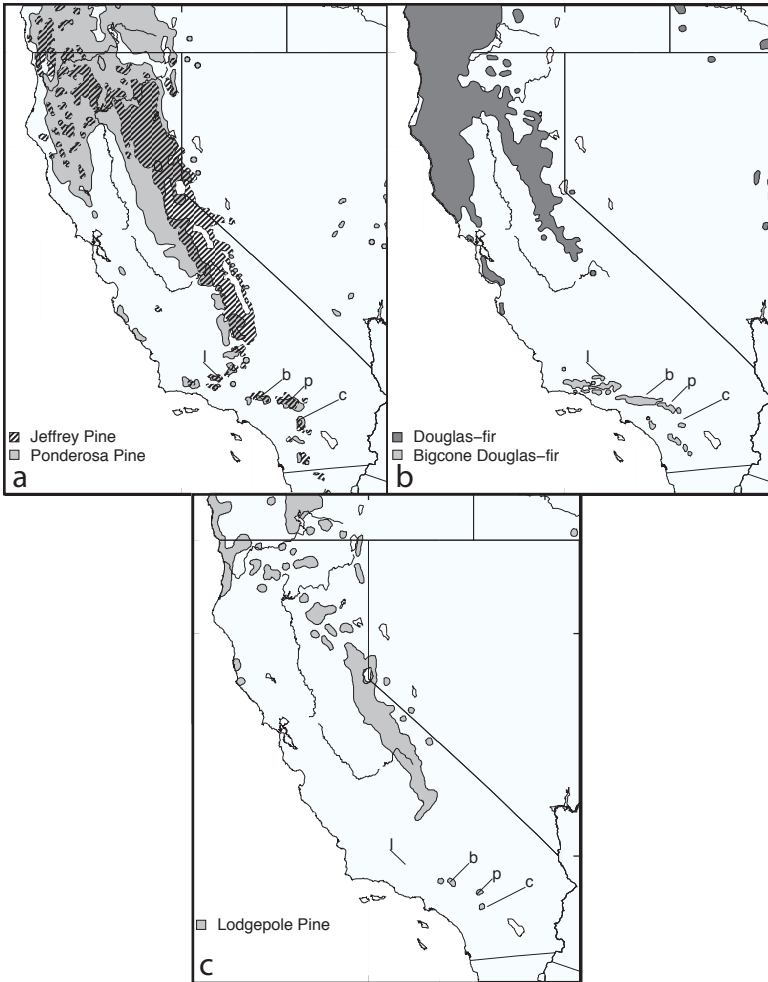 l
b
p
c
Jeffrey Pine
Ponderosa Pine
a
l
b
p
c
Douglas–fir
Bigcone Douglas–fir
b
l
b
p
c
Lodgepole Pine
c